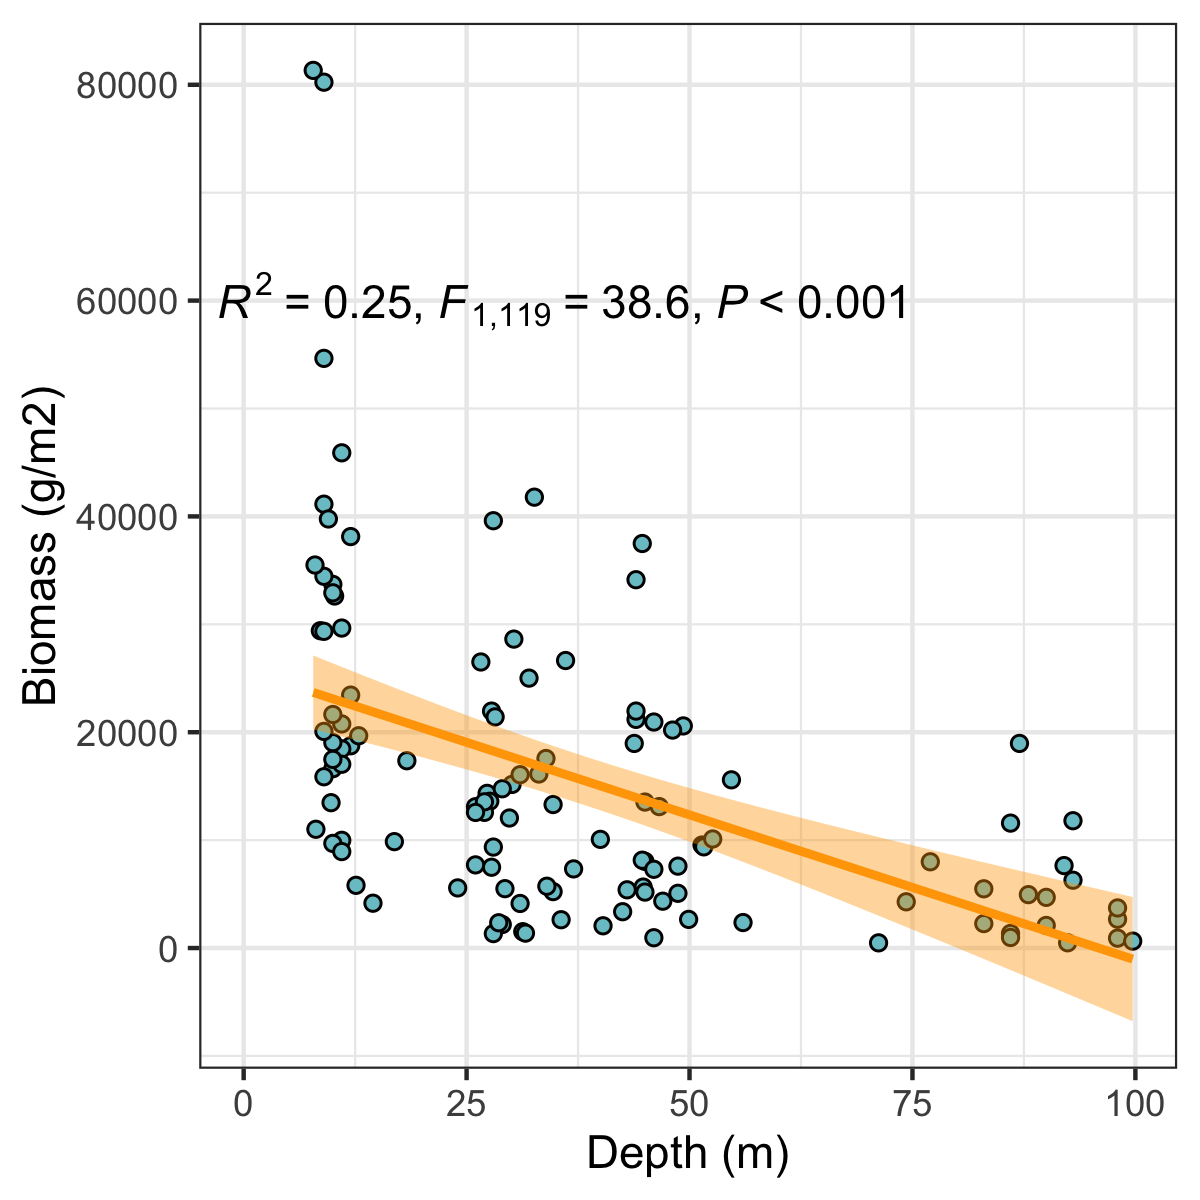 80000
60000
40000
20000
0
R² = 0.25, F₁,₁₁₉ = 38.6, P < 0.001
Biomass (g/m2)
0 25 50 75 100
Depth (m)